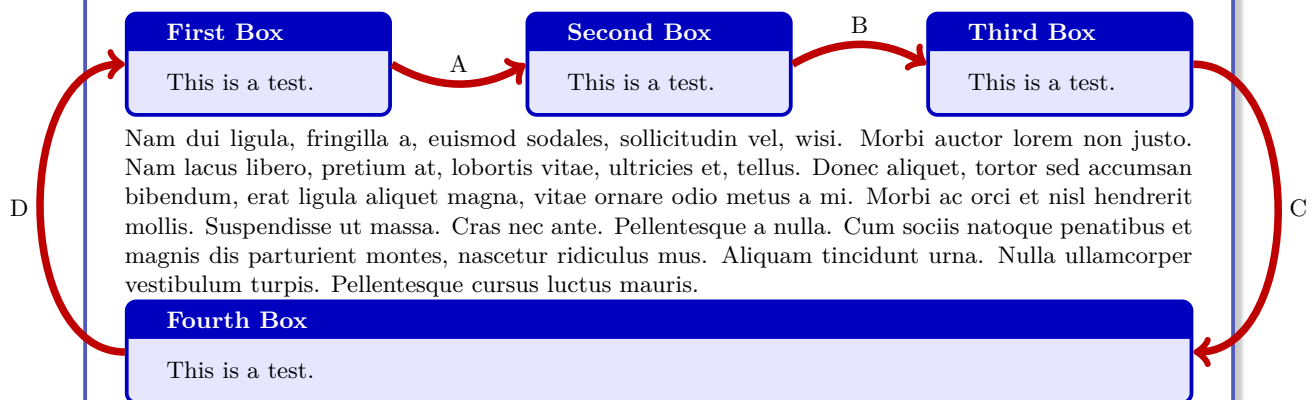 First Box
Second Box
Third Box
A
B
This is a test.
This is a test.
This is a test.
Nam dui ligula, fringilla a, euismod sodales, sollicitudin vel, wisi. Morbi auctor lorem non justo.
Nam lacus libero, pretium at, lobortis vitae, ultricies et, tellus. Donec aliquet, tortor sed accumsan
bibendum, erat ligula aliquet magna, vitae ornare odio metus a mi. Morbi ac orci et nisl hendrerit
mollis. Suspendisse ut massa. Cras nec ante. Pellentesque a nulla. Cum sociis natoque penatibus et
magnis dis parturient montes, nascetur ridiculus mus. Aliquam tincidunt urna. Nulla ullamcorper
vestibulum turpis. Pellentesque cursus luctus mauris.
D
C
Fourth Box
This is a test.